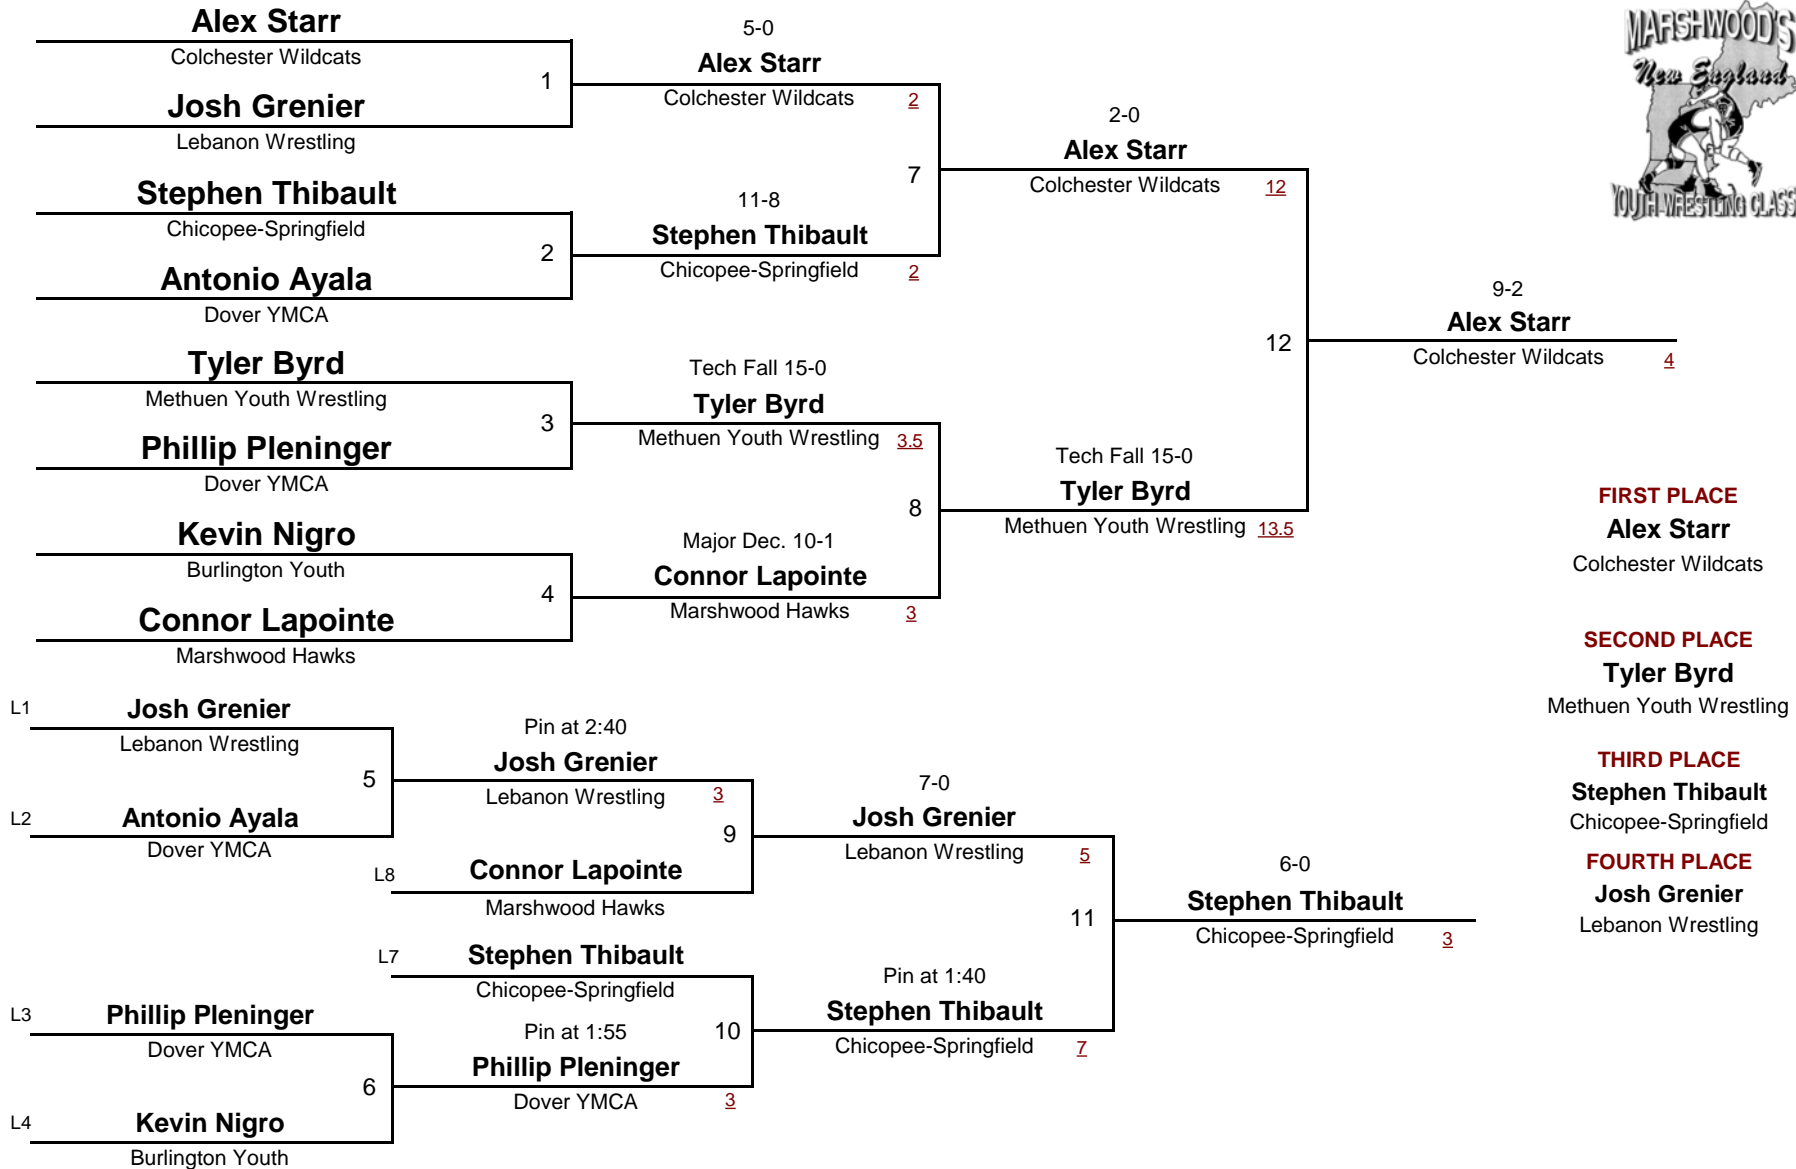 Alex Starr
Colchester Wildcats
1
Josh Grenier
Lebanon Wrestling
Stephen Thibault
Chicopee-Springfield
2
Antonio Ayala
Dover YMCA
Tyler Byrd
Methuen Youth Wrestling
3
Phillip Pleninger
Dover YMCA
Kevin Nigro
Burlington Youth
4
Connor Lapointe
Marshwood Hawks
5-0
Alex Starr
Colchester Wildcats 2
7
11-8
Stephen Thibault
Chicopee-Springfield 2
Tech Fall 15-0
Tyler Byrd
Methuen Youth Wrestling 3.5
8
Major Dec. 10-1
Connor Lapointe
Marshwood Hawks 3
2-0
Alex Starr
Colchester Wildcats 12
12
Tech Fall 15-0
Tyler Byrd
Methuen Youth Wrestling 13.5
9-2
Alex Starr
Colchester Wildcats 4
MARSHWOOD'S
New England
YOUTH WRESTLING CLASS
FIRST PLACE
Alex Starr
Colchester Wildcats
SECOND PLACE
Tyler Byrd
Methuen Youth Wrestling
THIRD PLACE
Stephen Thibault
Chicopee-Springfield
FOURTH PLACE
Josh Grenier
Lebanon Wrestling
L1 Josh Grenier
Lebanon Wrestling
5
L2 Antonio Ayala
Dover YMCA
L3 Phillip Pleninger
Dover YMCA
6
L4 Kevin Nigro
Burlington Youth
Pin at 2:40
Josh Grenier
Lebanon Wrestling 3
9
L8 Connor Lapointe
Marshwood Hawks
L7 Stephen Thibault
Chicopee-Springfield
Pin at 1:55 10
Phillip Pleninger
Dover YMCA 3
7-0
Josh Grenier
Lebanon Wrestling 5
11
Pin at 1:40
Stephen Thibault
Chicopee-Springfield 7
6-0
Stephen Thibault
Chicopee-Springfield 3